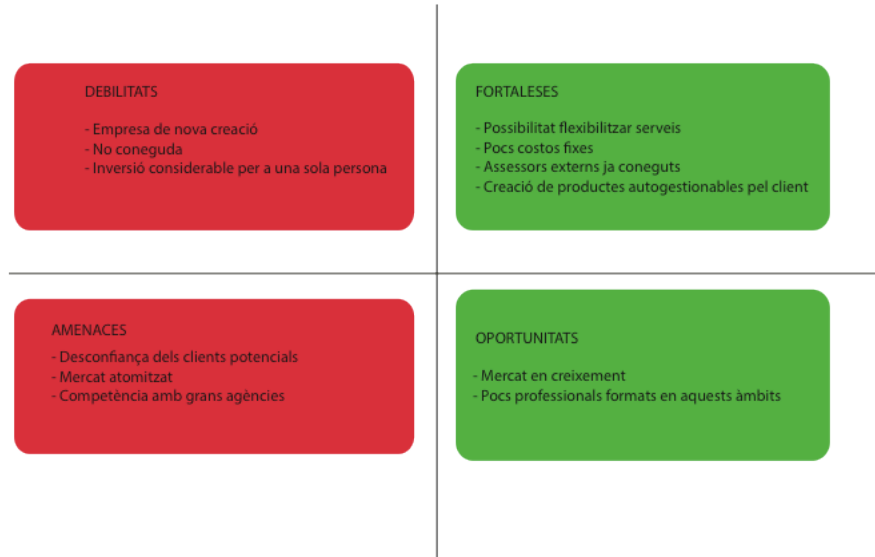 DEBILITATS
- Empresa de nova creació
- No coneguda
- Inversió considerable per a una sola persona
FORTALESES
- Possibilitat flexibilitzar serveis
- Pocs costos fixes
- Assessors externs ja coneguts
- Creació de productes autogestionables pel client
AMENACES
- Desconfiança dels clients potencials
- Mercat atomitzat
- Competència amb grans agències
OPORTUNITATS
- Mercat en creixement
- Pocs professionals formats en aquests àmbits